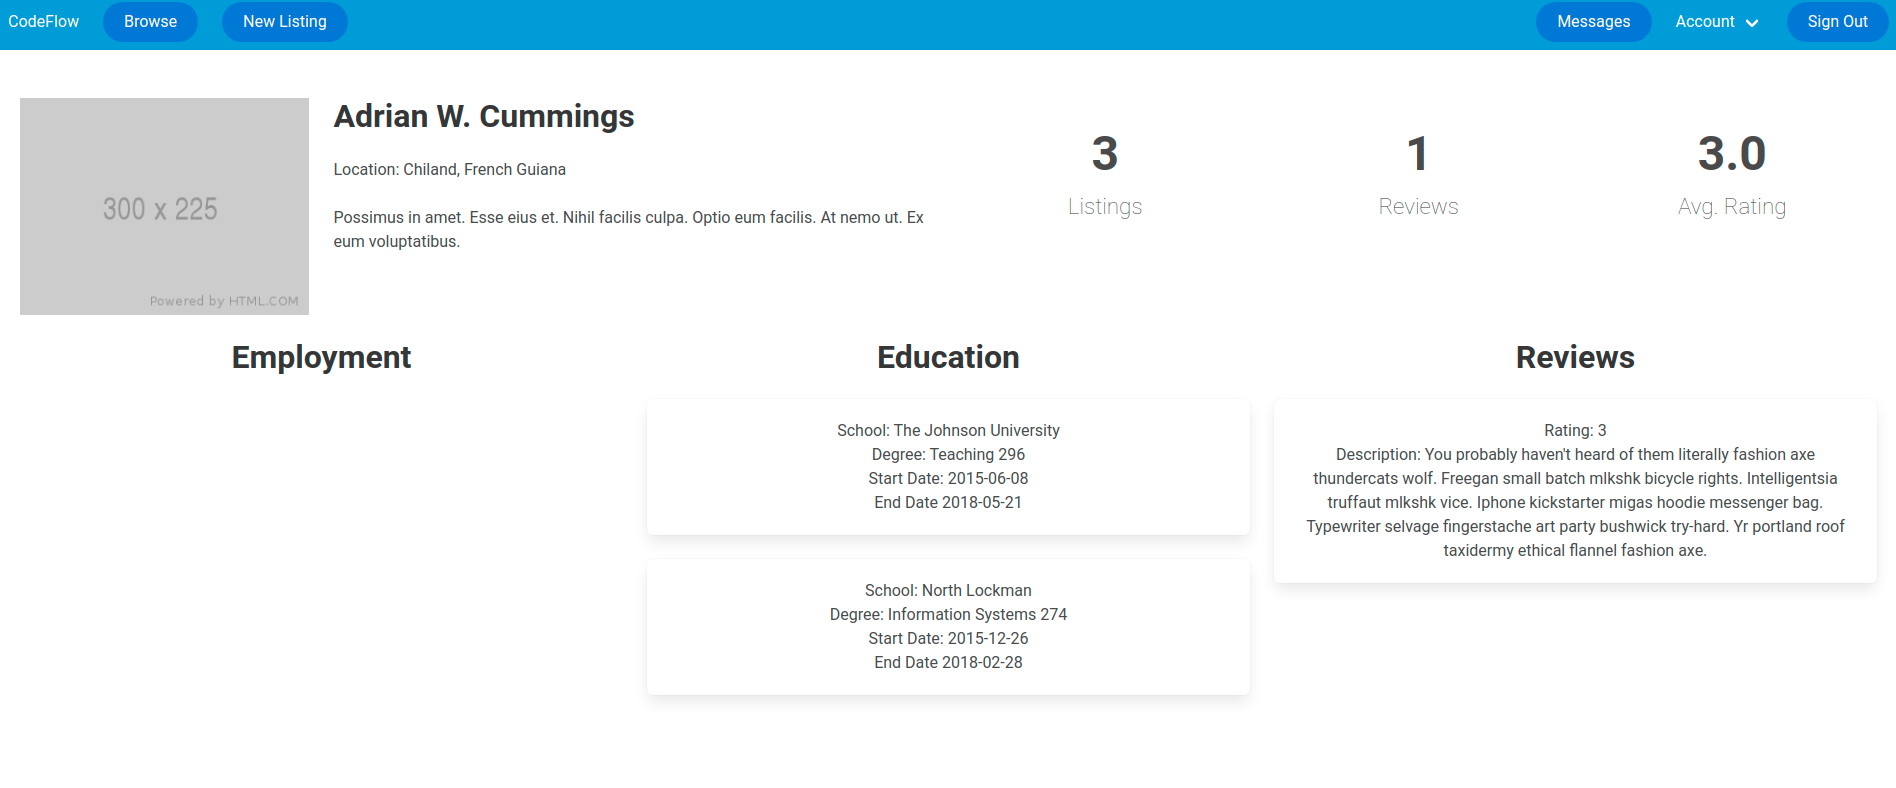 CodeFlow Browse New Listing Messages Account Sign Out
300 x 225
Powered by HTML.COM
Adrian W. Cummings
Location: Chiland, French Guiana
Possimus in amet. Esse eius et. Nihil facilis culpa. Optio eum facilis. At nemo ut. Ex
eum voluptatibus.
3
Listings
1
Reviews
3.0
Avg. Rating
Employment
Education
School: The Johnson University
Degree: Teaching 296
Start Date: 2015-06-08
End Date 2018-05-21
School: North Lockman
Degree: Information Systems 274
Start Date: 2015-12-26
End Date 2018-02-28
Reviews
Rating: 3
Description: You probably haven't heard of them literally fashion axe
thundercats wolf. Freegan small batch mlkshk bicycle rights. Intelligentsia
truffaut mlkshk vice. Iphone kickstarter migas hoodie messenger bag.
Typewriter selvage fingerstache art party bushwick try-hard. Yr portland roof
taxidermy ethical flannel fashion axe.